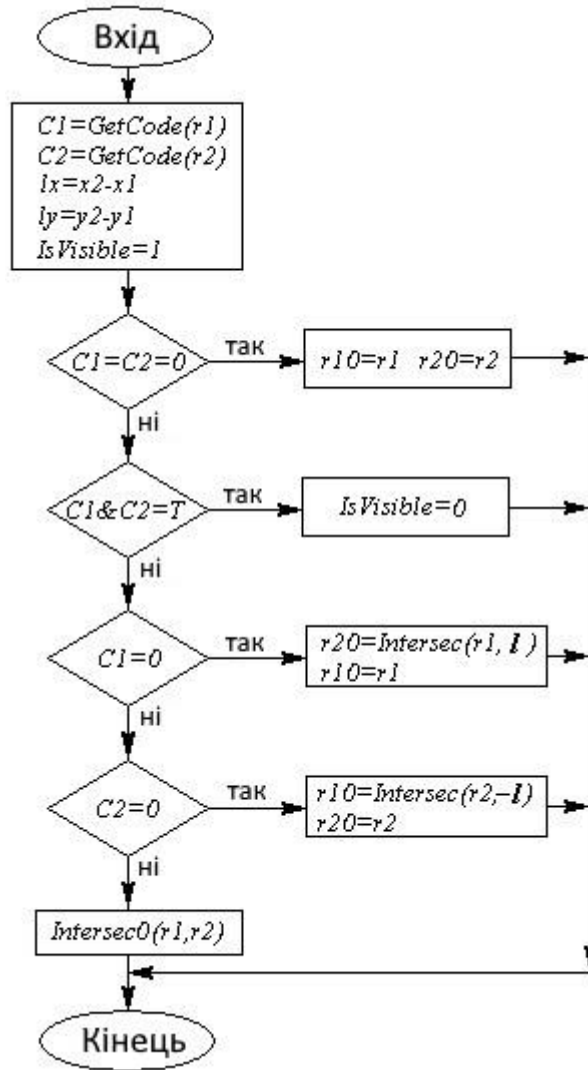 Вхід
C1=GetCode(r1)
C2=GetCode(r2)
lx=x2-x1
ly=y2-y1
IsVisible=1
C1=C2=0
так
r10=r1 r20=r2
ні
C1&C2=T
так
IsVisible=0
ні
C1=0
так
r20=Intersec(r1, l )
r10=r1
ні
C2=0
так
r10=Intersec(r2,-l)
r20=r2
ні
Intersec0(r1,r2)
Кінець